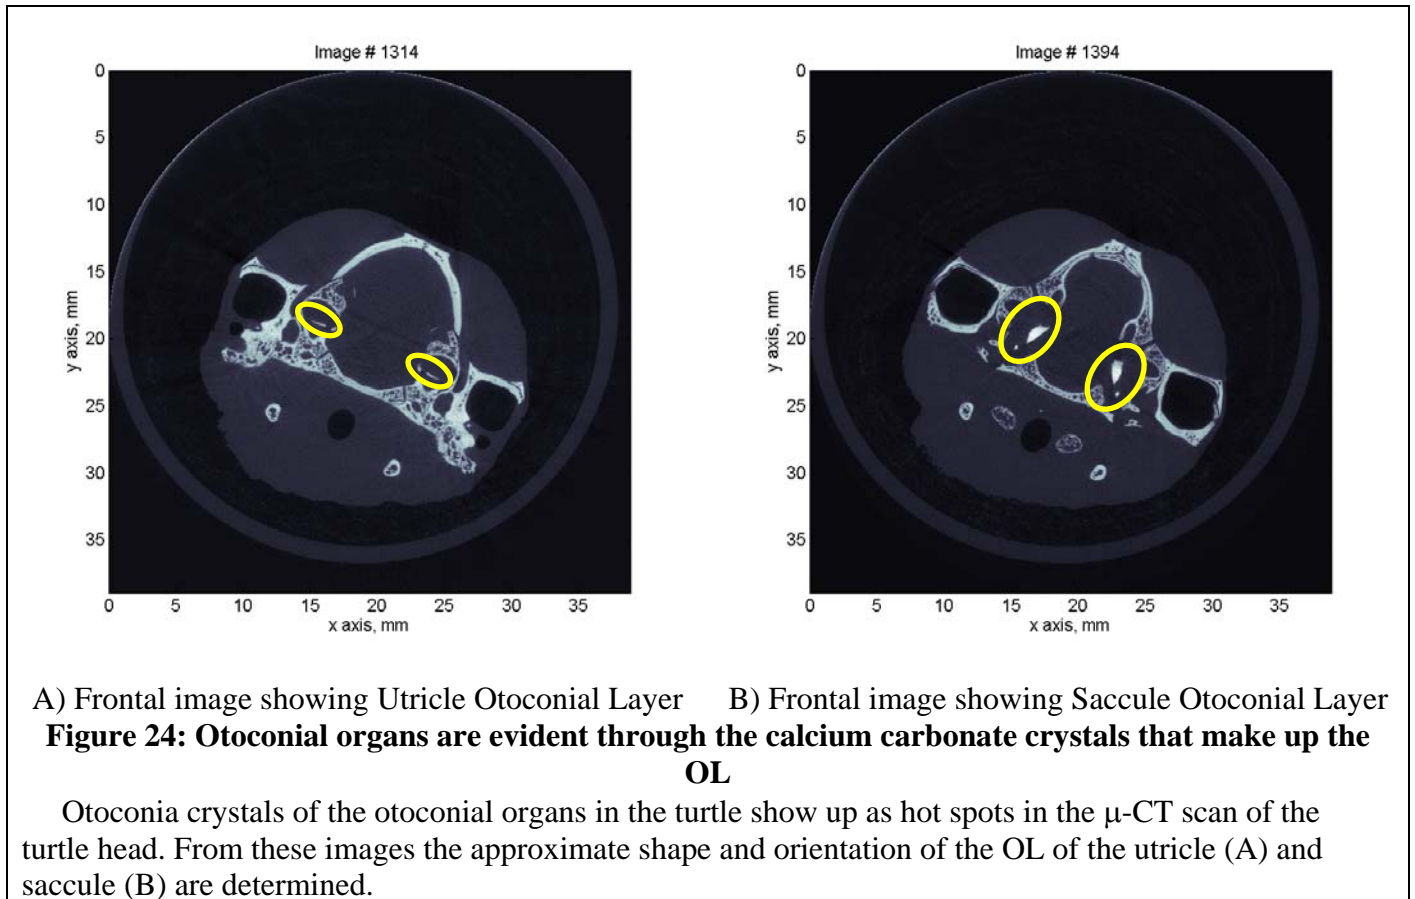 Image # 1314
0
5
10
15
20
25
30
35
y axis, mm
0 5 10 15 20 25 30 35
x axis, mm
Image # 1394
0
5
10
15
20
25
30
35
y axis, mm
0 5 10 15 20 25 30 35
x axis, mm
A) Frontal image showing Utricle Otoconial Layer B) Frontal image showing Saccule Otoconial Layer
Figure 24: Otoconial organs are evident through the calcium carbonate crystals that make up the
OL
Otoconia crystals of the otoconial organs in the turtle show up as hot spots in the μ-CT scan of the
turtle head. From these images the approximate shape and orientation of the OL of the utricle (A) and
saccule (B) are determined.